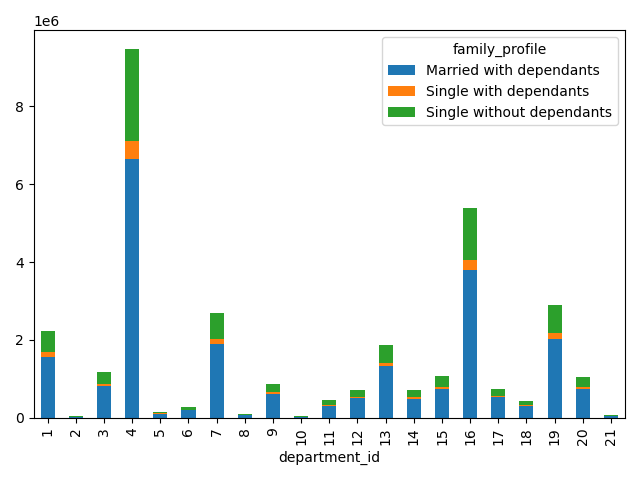 1e6
family_profile
Married with dependants
Single with dependants
Single without dependants
8
6
4
2
0
1 2 3 4 5 6 7 8 9 10 11 12 13 14 15 16 17 18 19 20 21
department_id